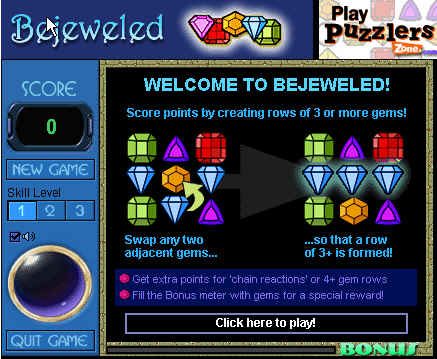 Bejeweled
Play
Puzzlers
Zone.
SCORE
0
NEW GAME
Skill Level
1 2 3
QUIT GAME
WELCOME TO BEJEWELED!
Score points by creating rows of 3 or more gems!
Swap any two
adjacent gems...
...so that a row
of 3+ is formed!
Get extra points for 'chain reactions' or 4+ gem rows
Fill the Bonus meter with gems for a special reward!
Click here to play!
BONUS